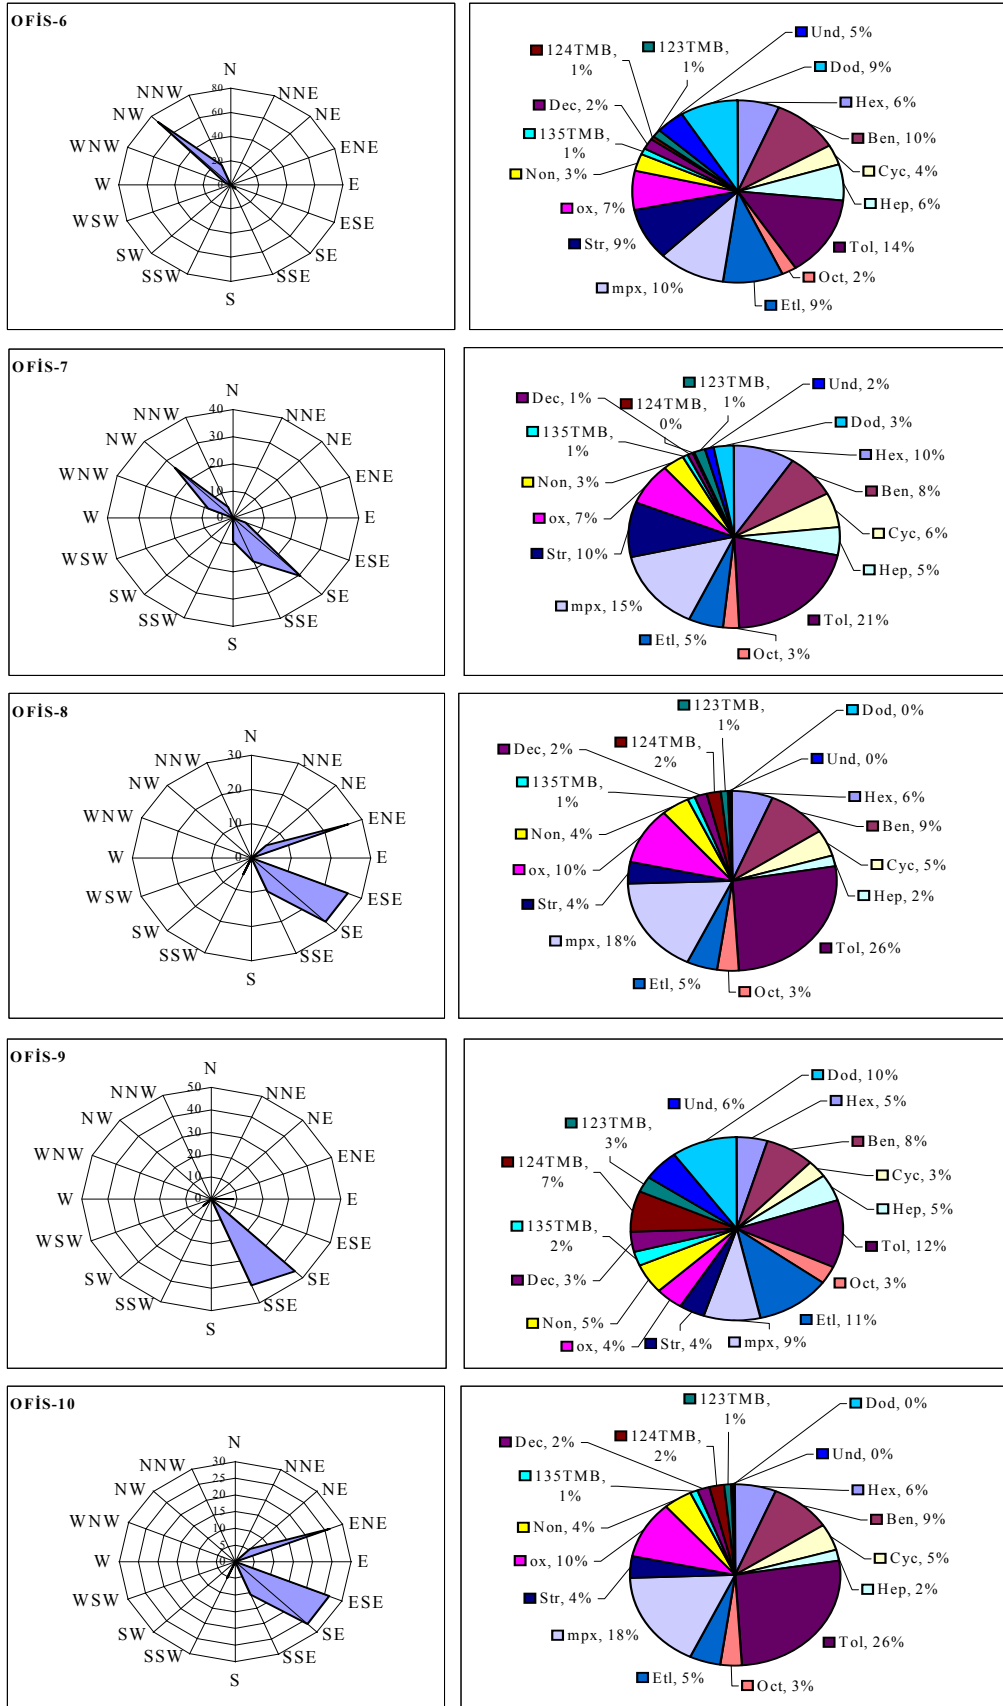 OFİS-6
N
NNE
NE
ENE
E
ESE
SE
SSE
S
SSW
SW
WSW
W
WNW
NW
NNW
80
60
40
20
0
Hex, 6%
Ben, 10%
Cyc, 4%
Hep, 6%
Tol, 14%
Oct, 2%
Etl, 9%
mpx, 10%
Str, 9%
ox, 7%
Non, 3%
135TMB,
1%
Dec, 2%
124TMB,
1%
123TMB,
1%
Und, 5%
Dod, 9%
OFİS-7
N
NNE
NE
ENE
E
ESE
SE
SSE
S
SSW
SW
WSW
W
WNW
NW
NNW
40
30
20
10
0
Hex, 10%
Ben, 8%
Cyc, 6%
Hep, 5%
Tol, 21%
Oct, 3%
Etl, 5%
mpx, 15%
Str, 10%
ox, 7%
Non, 3%
135TMB,
1%
Dec, 1%
124TMB,
0%
123TMB,
1%
Und, 2%
Dod, 3%
OFİS-8
N
NNE
NE
ENE
E
ESE
SE
SSE
S
SSW
SW
WSW
W
WNW
NW
NNW
30
20
10
0
Hex, 6%
Ben, 9%
Cyc, 5%
Hep, 2%
Tol, 26%
Oct, 3%
Etl, 5%
mpx, 18%
Str, 4%
ox, 10%
Non, 4%
135TMB,
1%
Dec, 2%
124TMB,
2%
123TMB,
1%
Und, 0%
Dod, 0%
OFİS-9
N
NNE
NE
ENE
E
ESE
SE
SSE
S
SSW
SW
WSW
W
WNW
NW
NNW
50
40
30
20
10
0
Hex, 5%
Ben, 8%
Cyc, 3%
Hep, 5%
Tol, 12%
Oct, 3%
Etl, 11%
mpx, 9%
Str, 4%
ox, 4%
Non, 5%
Dec, 3%
135TMB,
2%
124TMB,
7%
123TMB,
3%
Und, 6%
Dod, 10%
OFİS-10
N
NNE
NE
ENE
E
ESE
SE
SSE
S
SSW
SW
WSW
W
WNW
NW
NNW
30
25
20
15
10
5
0
Hex, 6%
Ben, 9%
Cyc, 5%
Hep, 2%
Tol, 26%
Oct, 3%
Etl, 5%
mpx, 18%
Str, 4%
ox, 10%
Non, 4%
135TMB,
1%
Dec, 2%
124TMB,
2%
123TMB,
1%
Und, 0%
Dod, 0%